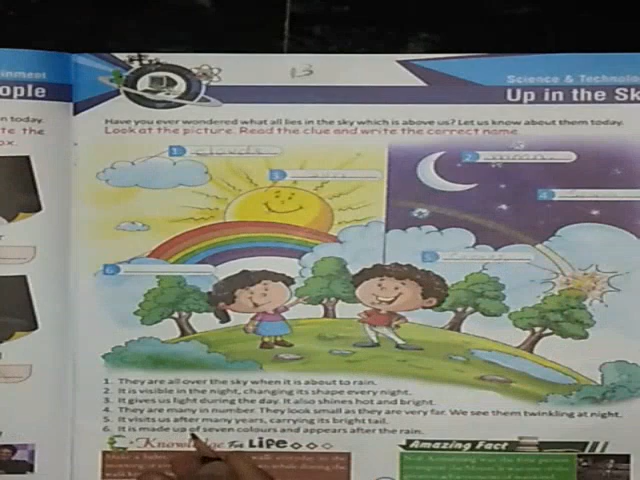 13
inment
Science & Technolo
ople
Up in the Sk
n today.
Have you ever wondered what all lies in the sky which is above us? Let us know about them today.
te the
Look at the picture. Read the clue and write the correct name
ox.
1 clouds
2
3
4
5
6
1. They are all over the sky when it is about to rain.
2. It is visible in the night, changing its shape every night.
3. It gives us light during the day. It also shines hot and bright.
4. They are many in number. They look small as they are very far. We see them twinkling at night.
5. It visits us after many years, carrying its bright tail.
6. It is made up of seven colours and appears after the rain.
Knowledge For Life
Amazing Fact